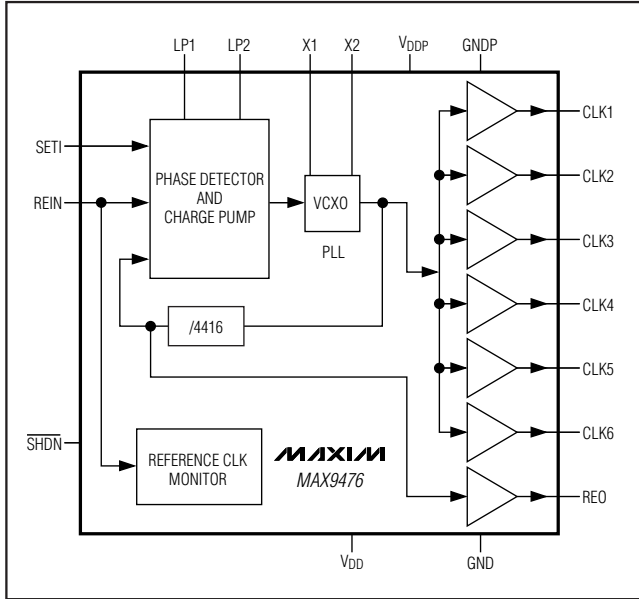 LP1 LP2 X1 X2 VDDP GNDP
SETI
REIN
PHASE DETECTOR
AND
CHARGE PUMP
VCXO
PLL
/4416
SHDN
REFERENCE CLK
MONITOR
MAXIM
MAX9476
CLK1
CLK2
CLK3
CLK4
CLK5
CLK6
REO
VDD
GND